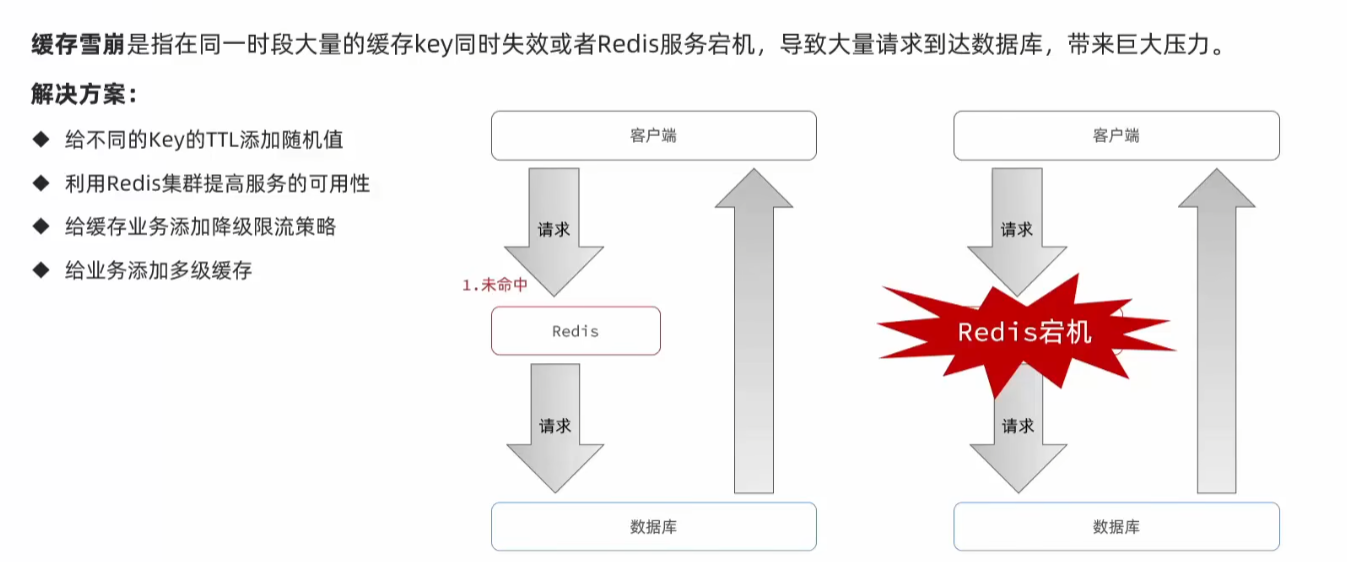 缓存雪崩是指在同一时段大量的缓存key同时失效或者Redis服务宕机，导致大量请求到达数据库，带来巨大压力。
解决方案：
◆ 给不同的Key的TTL添加随机值
◆ 利用Redis集群提高服务的可用性
◆ 给缓存业务添加降级限流策略
◆ 给业务添加多级缓存
客户端
请求
1.未命中
Redis
请求
数据库
客户端
请求
Redis宕机
请求
数据库